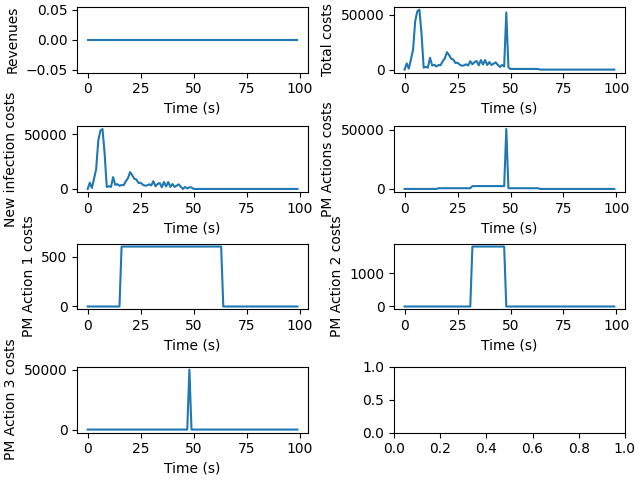 Revenues
0.05
0.00
−0.05
0 25 50 75 100
Time (s)
Total costs
50000
0
0 25 50 75 100
Time (s)
New infection costs
50000
0
0 25 50 75 100
Time (s)
PM Actions costs
50000
0
0 25 50 75 100
Time (s)
PM Action 1 costs
500
0
0 25 50 75 100
Time (s)
PM Action 2 costs
1000
0
0 25 50 75 100
Time (s)
PM Action 3 costs
50000
0
0 25 50 75 100
Time (s)
1.0
0.5
0.0
0.0 0.2 0.4 0.6 0.8 1.0